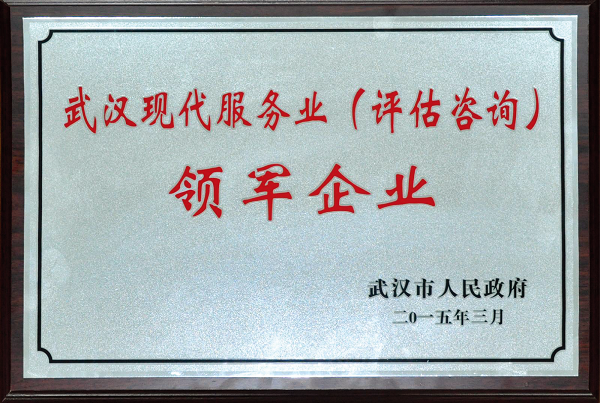 武汉现代服务业（评估咨询）
领军企业
武汉市人民政府
二0一五年三月